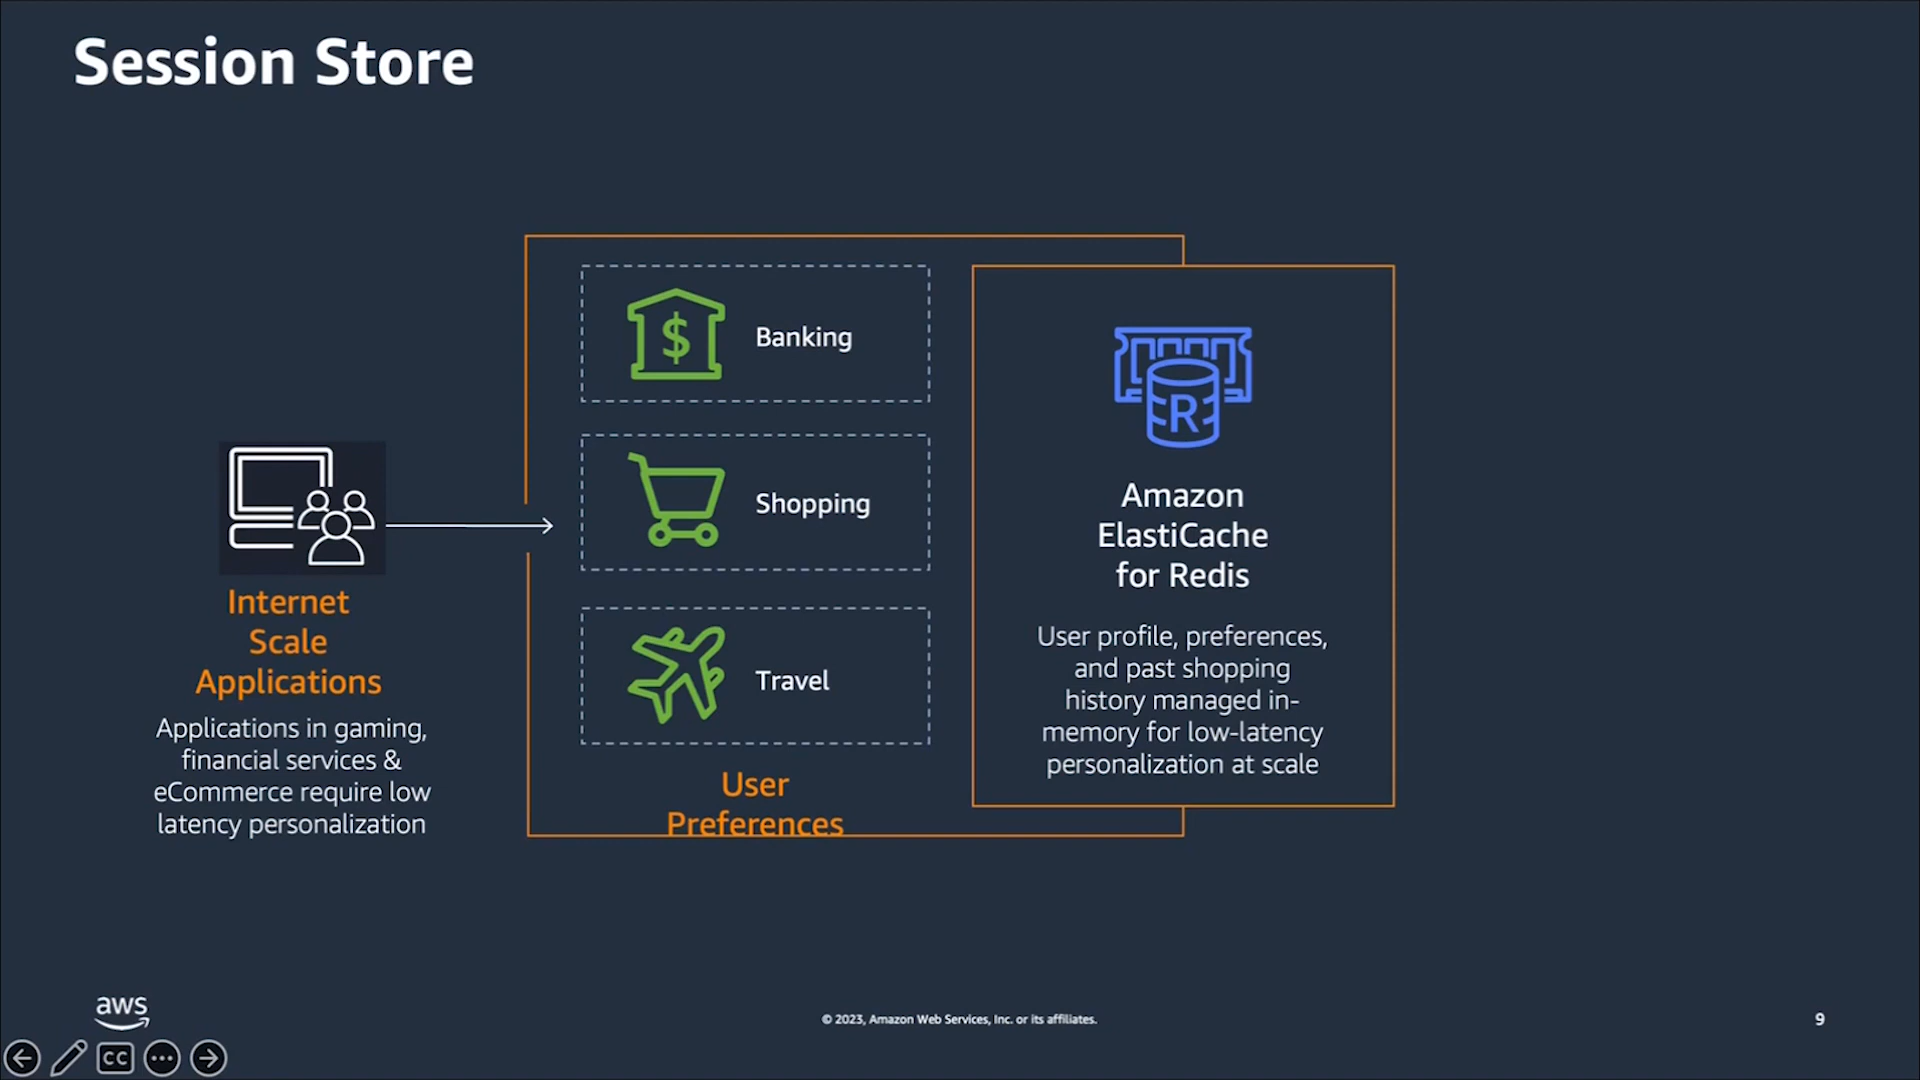 Session Store
Banking
Shopping
Travel
User
Preferences
Internet
Scale
Applications
Applications in gaming,
financial services &
eCommerce require low
latency personalization
$
R
Amazon
ElastiCache
for Redis
User profile, preferences,
and past shopping
history managed in-
memory for low-latency
personalization at scale
aws
© 2023, Amazon Web Services, Inc. or its affiliates.
9
CC